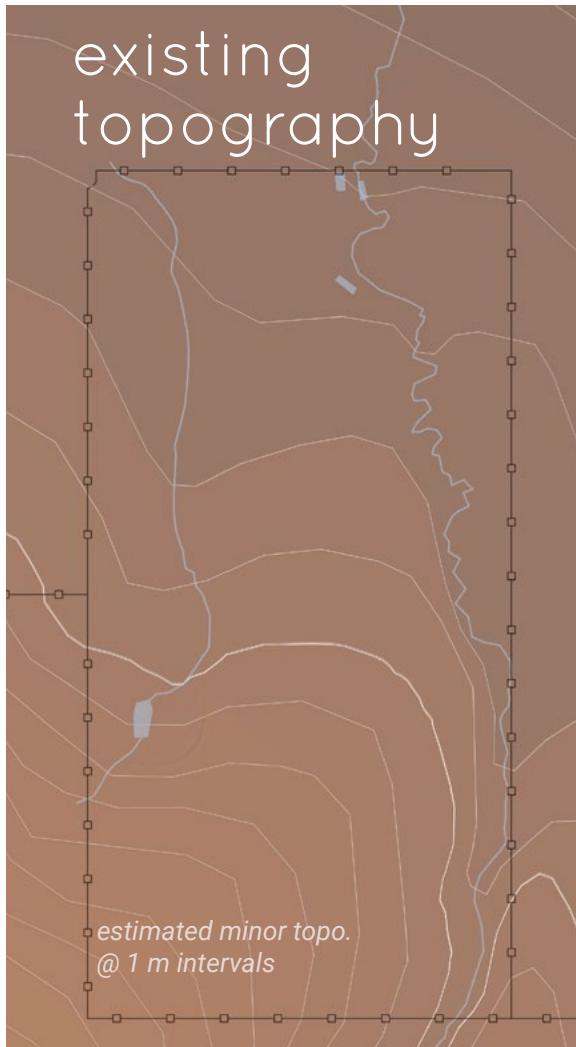 existing
topography
estimated minor topo.
@ 1 m intervals